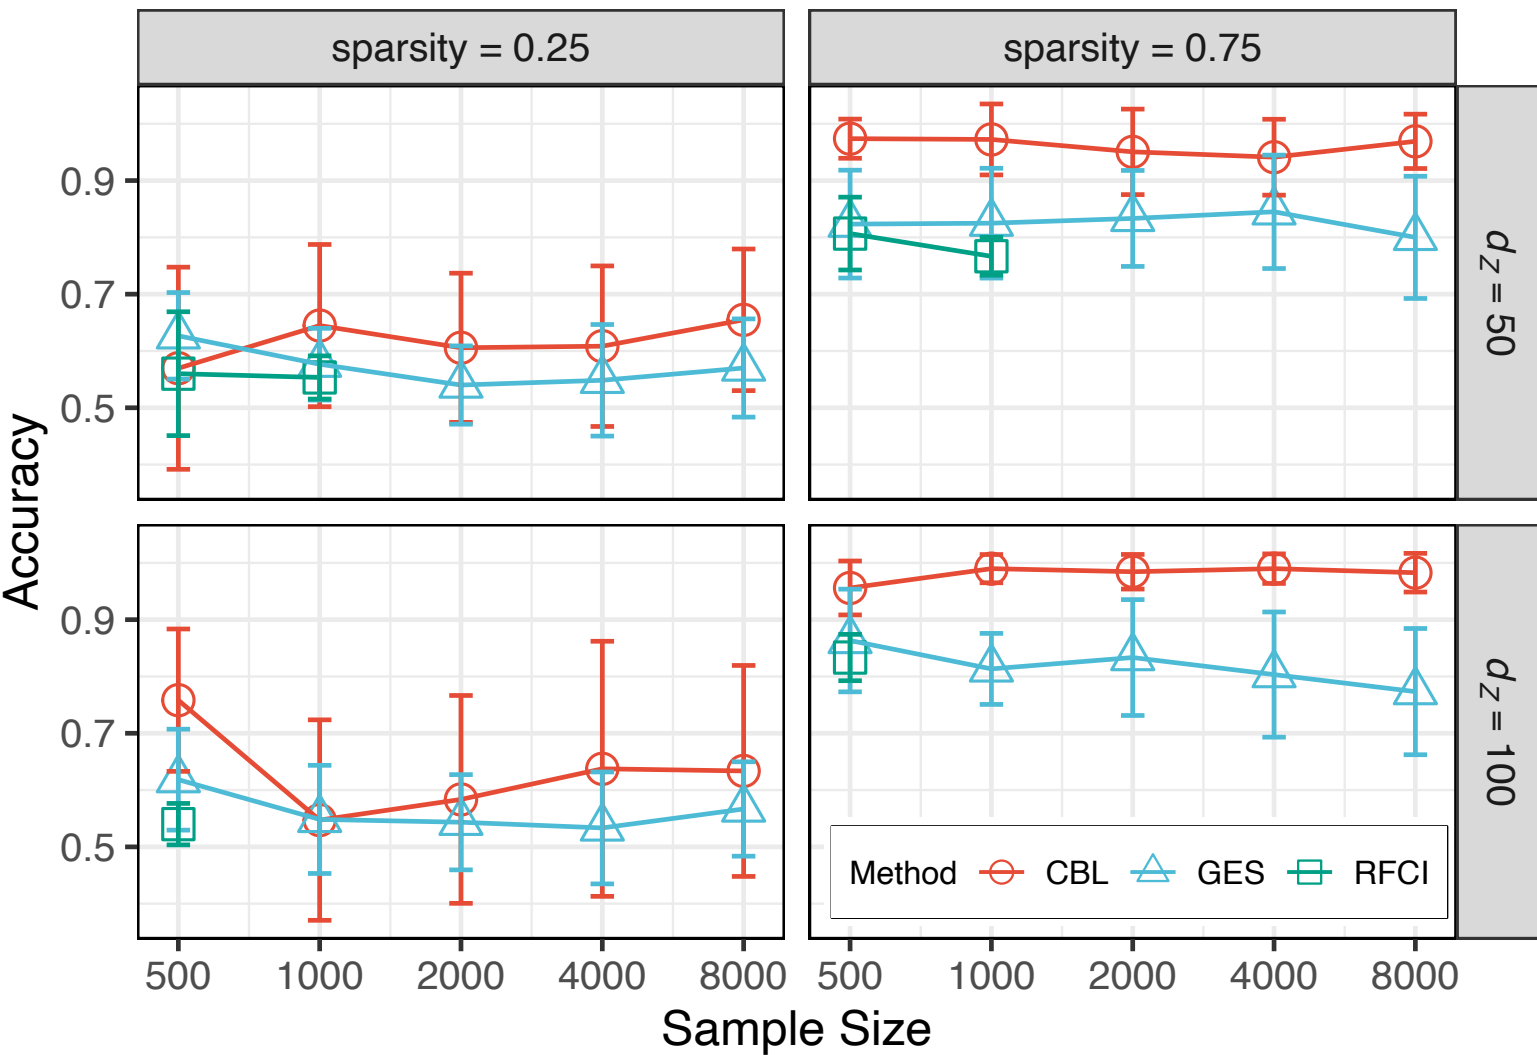 sparsity = 0.25
sparsity = 0.75
0.9
0.7
0.5
d_Z = 50
Accuracy
0.9
0.7
0.5
d_Z = 100
Method CBL GES RFCI
500 1000 2000 4000 8000
500 1000 2000 4000 8000
Sample Size